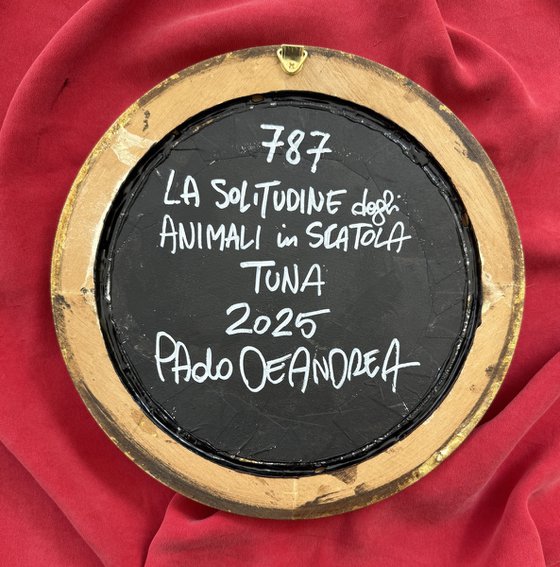 787
LA SOLITUDINE degli
ANIMALI in SCATOLA
TUNA
2025
PAOLO DEANDREA